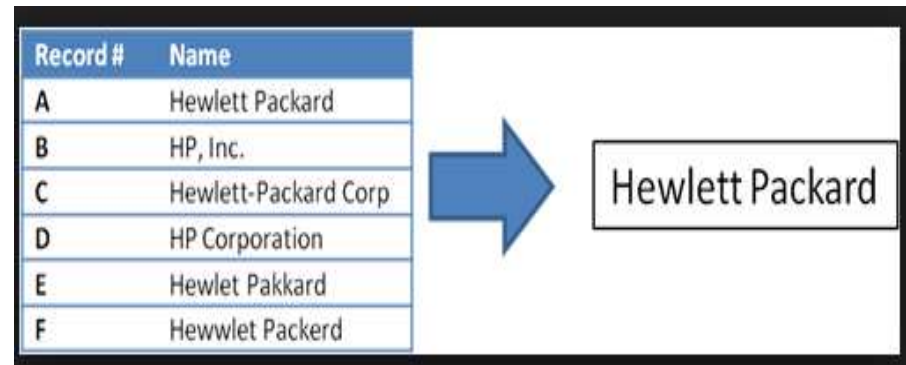 Record # Name
A Hewlett Packard
B HP, Inc.
C Hewlett-Packard Corp
D HP Corporation
E Hewlet Pakkard
F Hewwlet Packerd
Hewlett Packard